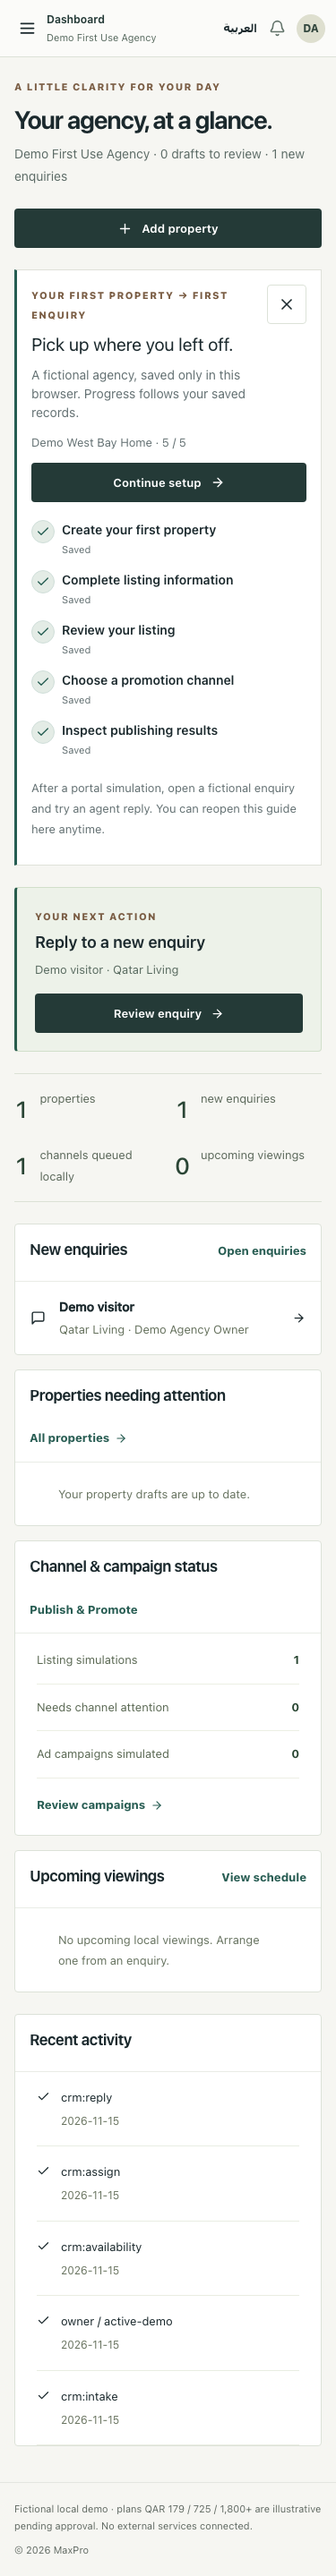 Dashboard
Demo First Use Agency
العربية
DA
A LITTLE CLARITY FOR YOUR DAY
Your agency, at a glance.
Demo First Use Agency · 0 drafts to review · 1 new
enquiries
Add property
YOUR FIRST PROPERTY → FIRST
ENQUIRY
Pick up where you left off.
A fictional agency, saved only in this
browser. Progress follows your saved
records.
Demo West Bay Home · 5 / 5
Continue setup →
Create your first property
Saved
Complete listing information
Saved
Review your listing
Saved
Choose a promotion channel
Saved
Inspect publishing results
Saved
After a portal simulation, open a fictional enquiry
and try an agent reply. You can reopen this guide
here anytime.
YOUR NEXT ACTION
Reply to a new enquiry
Demo visitor · Qatar Living
Review enquiry →
1 properties
1 new enquiries
1 channels queued
locally
0 upcoming viewings
New enquiries
Open enquiries
Demo visitor
Qatar Living · Demo Agency Owner
Properties needing attention
All properties →
Your property drafts are up to date.
Channel & campaign status
Publish & Promote
Listing simulations 1
Needs channel attention 0
Ad campaigns simulated 0
Review campaigns →
Upcoming viewings
View schedule
No upcoming local viewings. Arrange
one from an enquiry.
Recent activity
crm:reply
2026-11-15
crm:assign
2026-11-15
crm:availability
2026-11-15
owner / active-demo
2026-11-15
crm:intake
2026-11-15
Fictional local demo · plans QAR 179 / 725 / 1,800+ are illustrative
pending approval. No external services connected.
© 2026 MaxPro